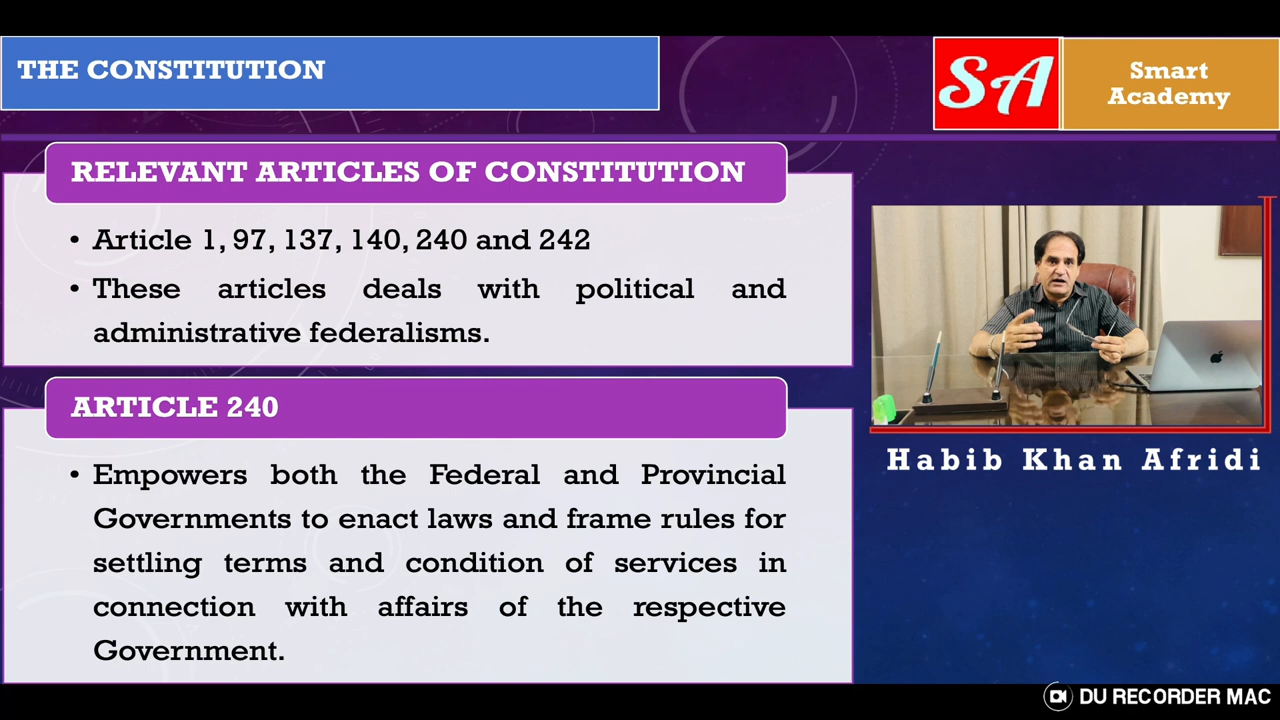 THE CONSTITUTION
SA
Smart
Academy
RELEVANT ARTICLES OF CONSTITUTION
• Article 1, 97, 137, 140, 240 and 242
• These articles deals with political and
administrative federalisms.
ARTICLE 240
• Empowers both the Federal and Provincial
Governments to enact laws and frame rules for
settling terms and condition of services in
connection with affairs of the respective
Government.
Habib Khan Afridi
DU RECORDER MAC